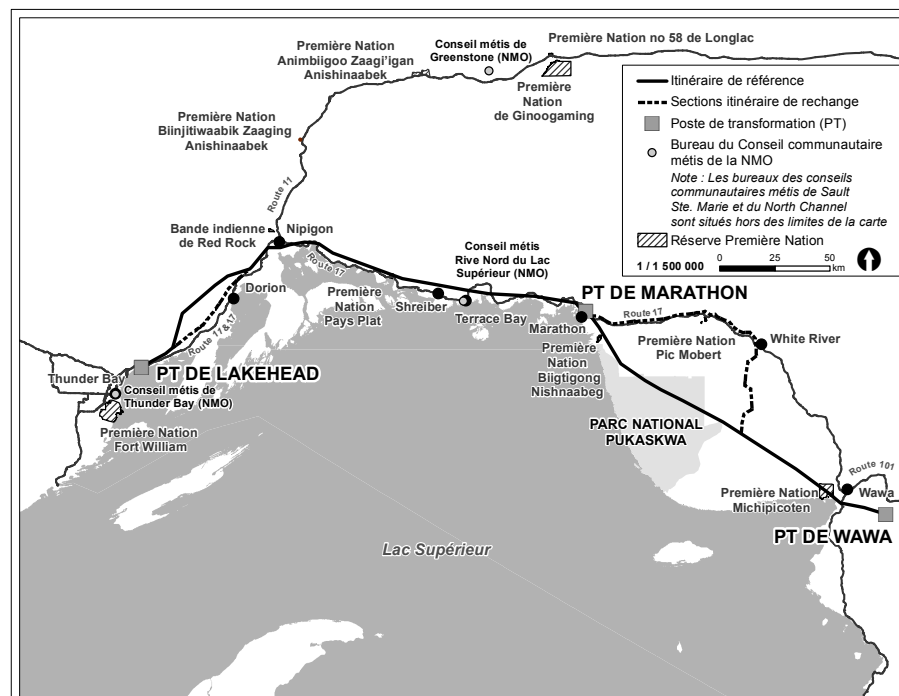 Première Nation no 58 de Longlac
Conseil métis de
Greenstone (NMO)
Première Nation
Animbiigoo Zaagi'igan
Anishinaabek
Première
Nation
de Ginoogaming
Première Nation
Biinjitiwaabik Zaaging
Anishinaabek
Itinéraire de référence
Sections itinéraire de rechange
Poste de transformation (PT)
Bureau du Conseil communautaire
métis de la NMO
Note : Les bureaux des conseils
communautaires métis de Sault
Ste. Marie et du North Channel
sont situés hors des limites de la carte
Réserve Première Nation
1 / 1 500 000
0 25 50
km
Route 11
Bande indienne
de Red Rock
Nipigon
Route 17
Conseil métis
Rive Nord du Lac
Supérieur (NMO)
Dorion
Première
Nation
Pays Plat
Shreiber
Terrace Bay
PT DE MARATHON
Marathon
Route 17
Première Nation
Pic Mobert
White River
Route 11 & 17
Première
Nation
Biigtigong
Nishnaabeg
Thunder Bay
PT DE LAKEHEAD
Conseil métis de
Thunder Bay (NMO)
Première Nation
Fort William
PARC NATIONAL
PUKASKWA
Route 101
Première Nation
Michipicoten
Wawa
PT DE WAWA
Lac Supérieur